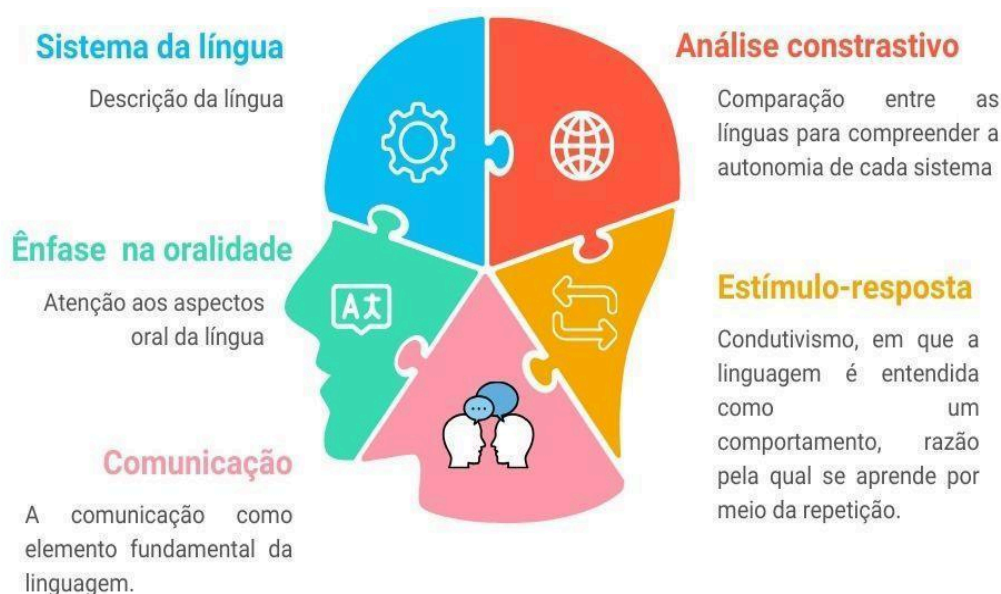 Sistema da língua
Descrição da língua
Ênfase na oralidade
Atenção aos aspectos
oral da língua
Comunicação
A comunicação como
elemento fundamental da
linguagem.
Análise constrastivo
Comparação entre as
línguas para compreender a
autonomia de cada sistema
Estímulo-resposta
Condutivismo, em que a
linguagem é entendida
como um
comportamento, razão
pela qual se aprende por
meio da repetição.